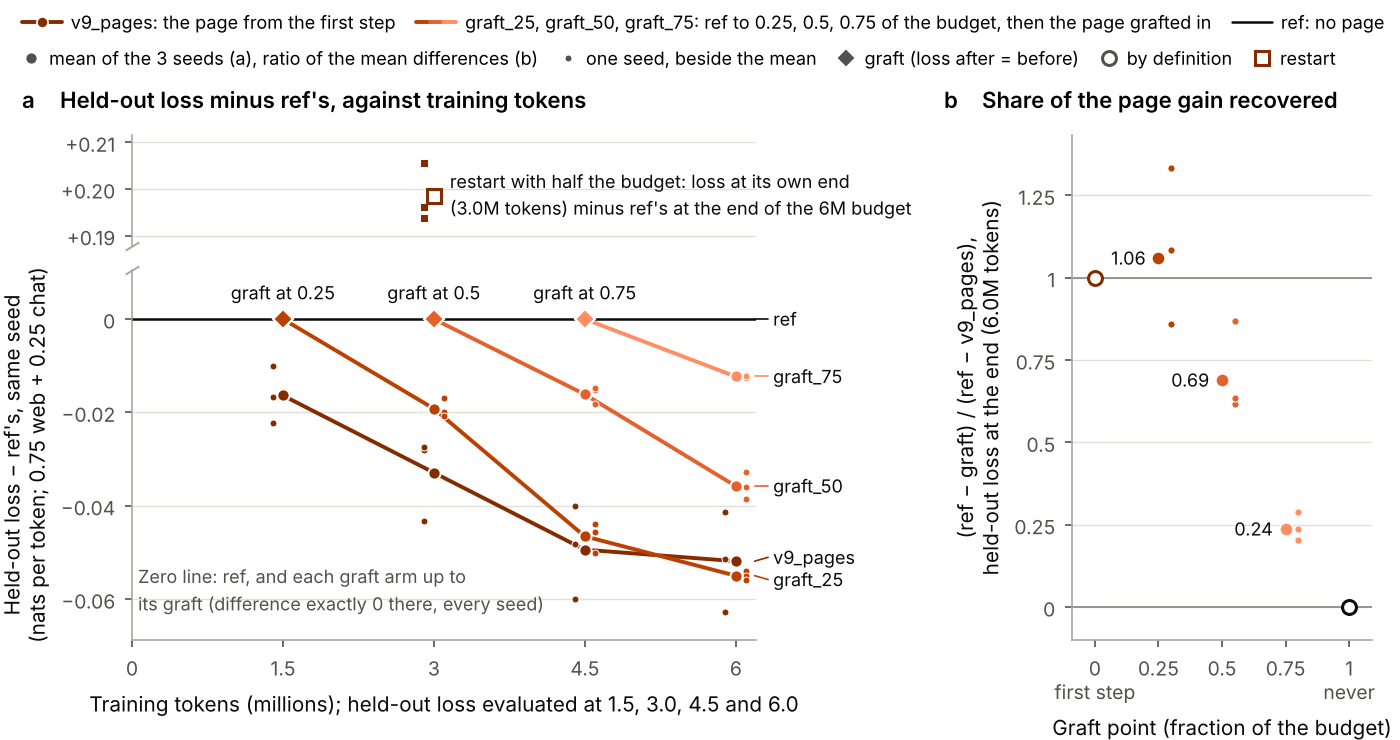 v9_pages: the page from the first step
graft_25, graft_50, graft_75: ref to 0.25, 0.5, 0.75 of the budget, then the page grafted in
ref: no page
mean of the 3 seeds (a), ratio of the mean differences (b)
one seed, beside the mean
graft (loss after = before)
by definition
restart
a Held-out loss minus ref's, against training tokens
+0.21
+0.20
+0.19
0
−0.02
−0.04
−0.06
Held-out loss − ref's, same seed
(nats per token; 0.75 web + 0.25 chat)
restart with half the budget: loss at its own end
(3.0M tokens) minus ref's at the end of the 6M budget
graft at 0.25
graft at 0.5
graft at 0.75
ref
graft_75
graft_50
v9_pages
graft_25
Zero line: ref, and each graft arm up to
its graft (difference exactly 0 there, every seed)
0
1.5
3
4.5
6
Training tokens (millions); held-out loss evaluated at 1.5, 3.0, 4.5 and 6.0
b Share of the page gain recovered
1.25
1
0.75
0.5
0.25
0
(ref − graft) / (ref − v9_pages),
held-out loss at the end (6.0M tokens)
1.06
0.69
0.24
0
0.25
0.5
0.75
1
first step
never
Graft point (fraction of the budget)